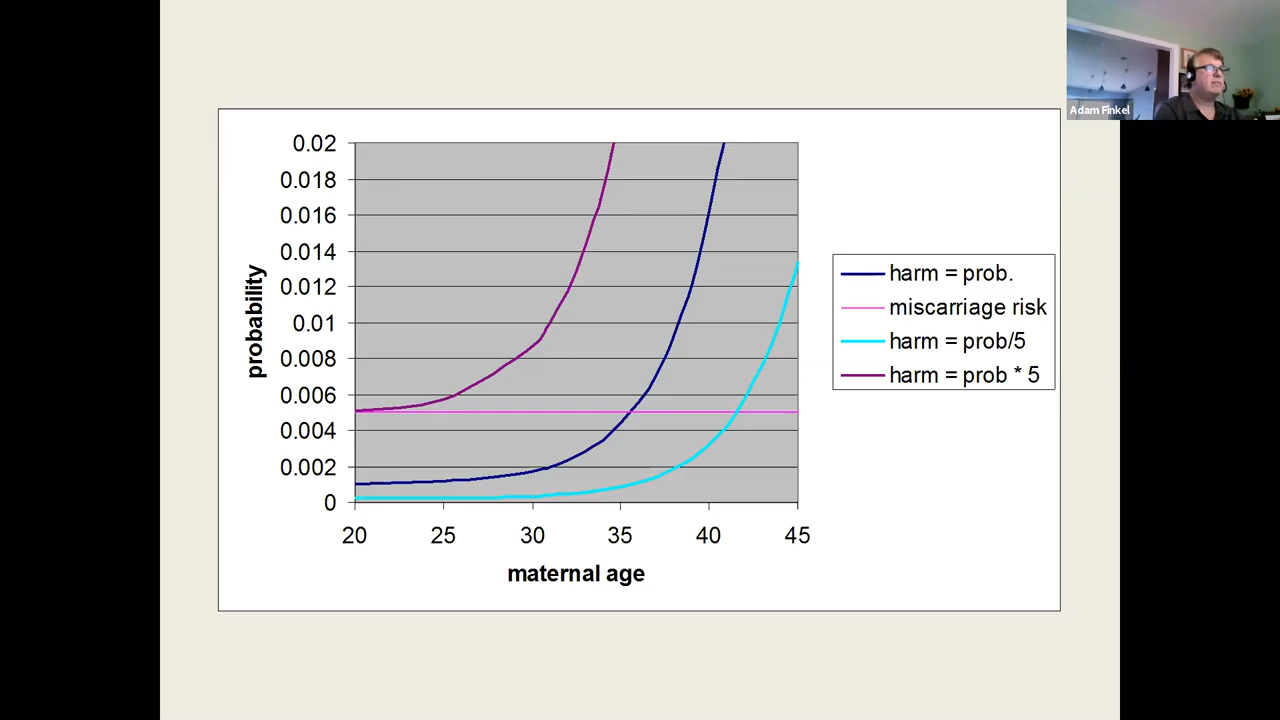 Adam Finkel
0.02
0.018
0.016
0.014
0.012
0.01
0.008
0.006
0.004
0.002
0
probability
20 25 30 35 40 45
maternal age
harm = prob.
miscarriage risk
harm = prob/5
harm = prob * 5